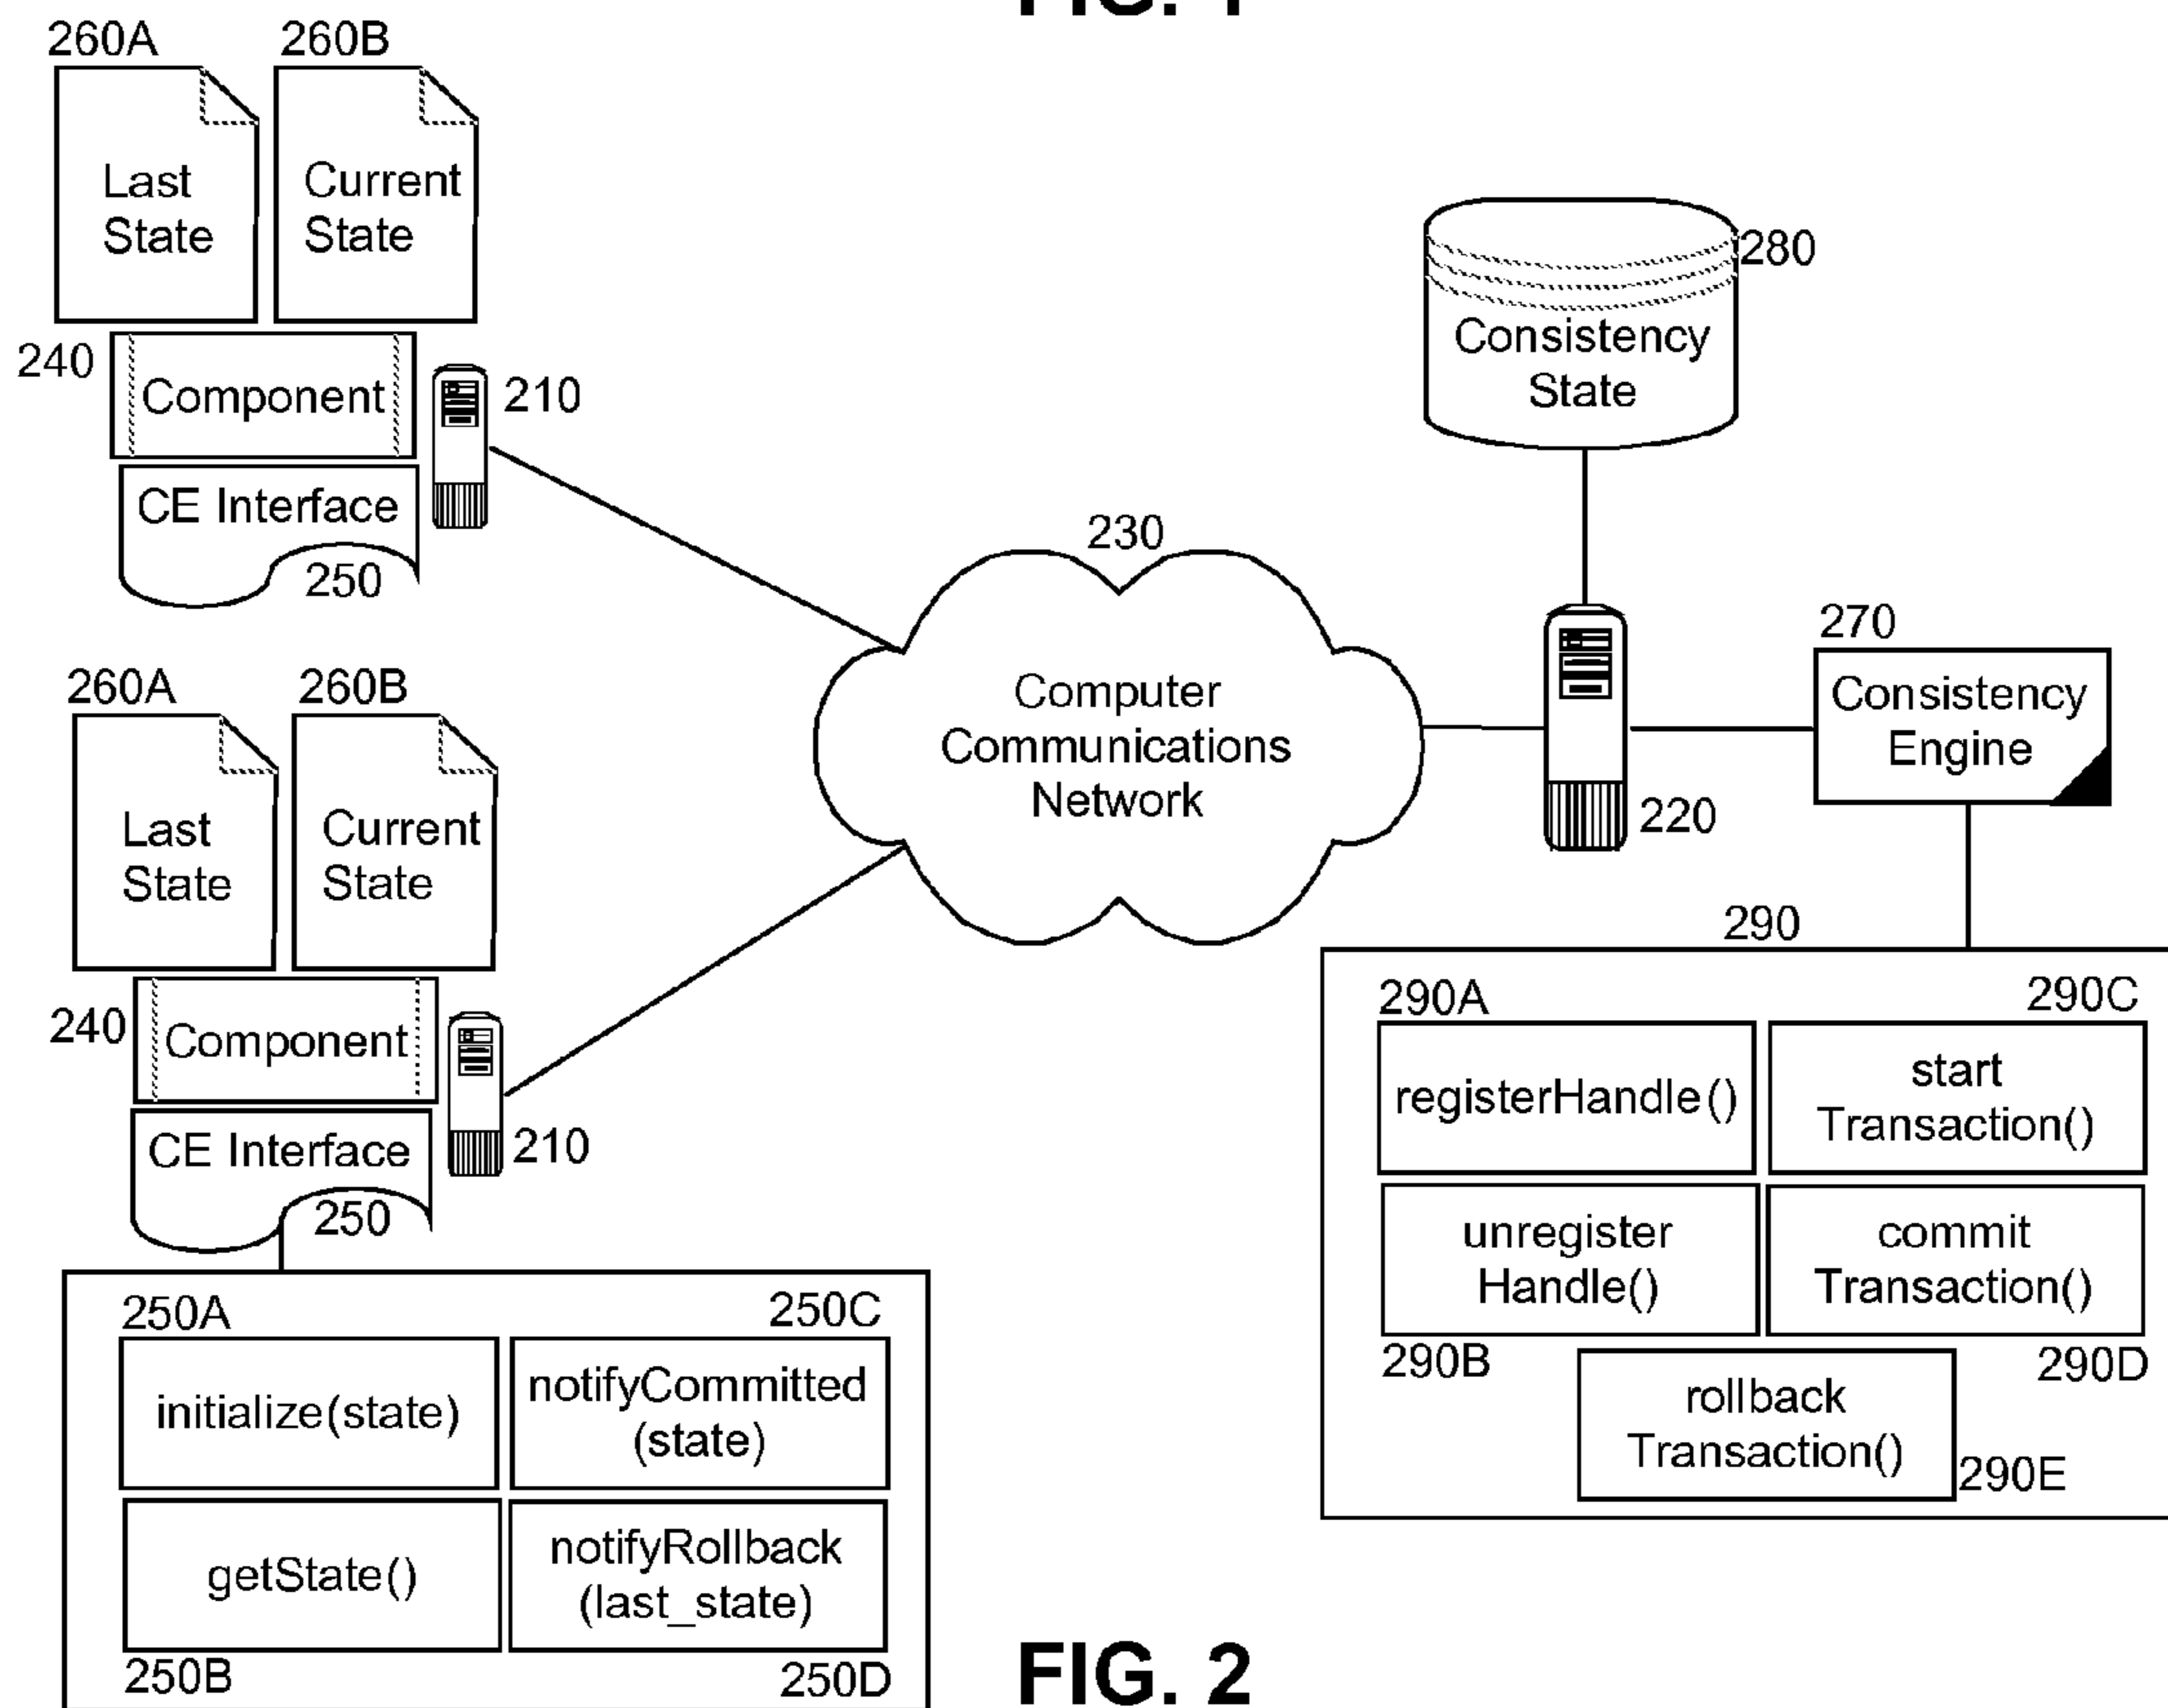 FIG. 1
260A
260B
Last
State
Current
State
240
Component
210
CE Interface
250
280
Consistency
State
230
Computer
Communications
Network
270
Consistency
Engine
220
260A
260B
Last
State
Current
State
240
Component
210
CE Interface
250
290
290A
290C
registerHandle()
start
Transaction()
unregister
Handle()
commit
Transaction()
290B
290D
rollback
Transaction()
290E
250A
250C
initialize(state)
notifyCommitted
(state)
getState()
notifyRollback
(last_state)
250B
250D
FIG. 2